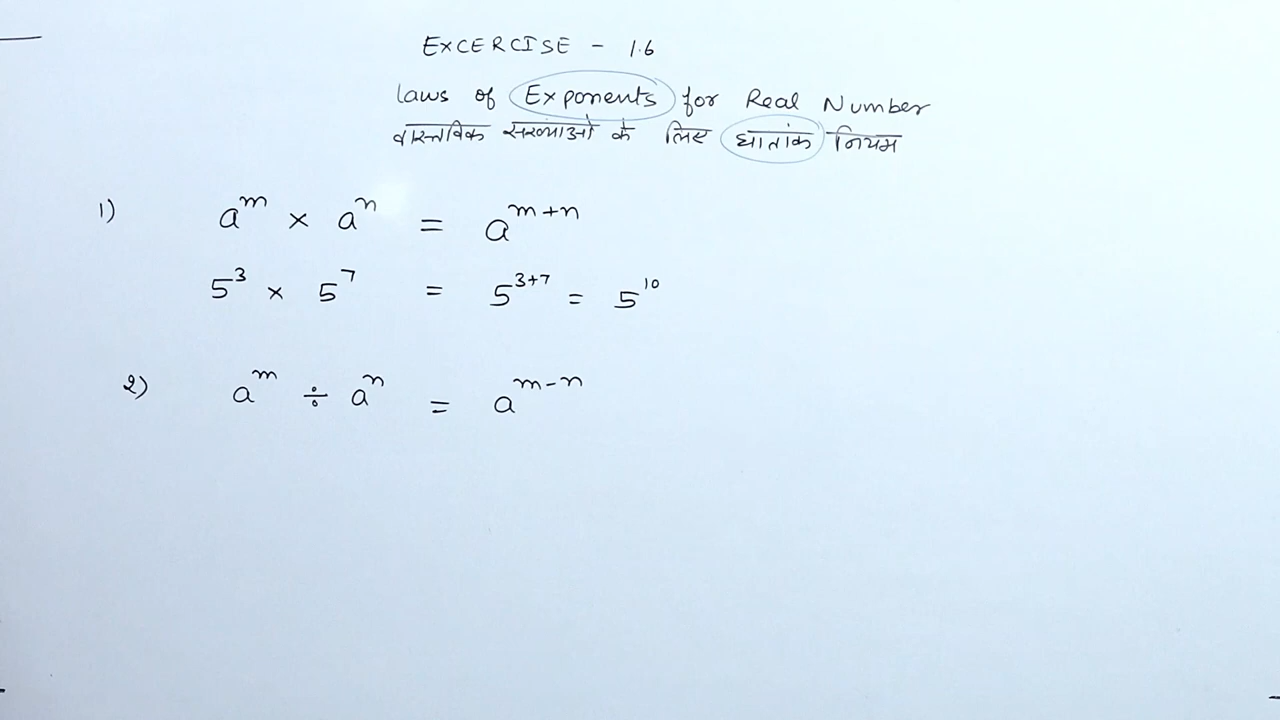 EXCERCISE - 1.6
Laws of Exponents for Real Number
वास्तविक संख्याओ के लिए घातांक नियम
1) a^m × a^n = a^{m+n}
5^3 × 5^7 = 5^{3+7} = 5^{10}
2) a^m ÷ a^n = a^{m-n}